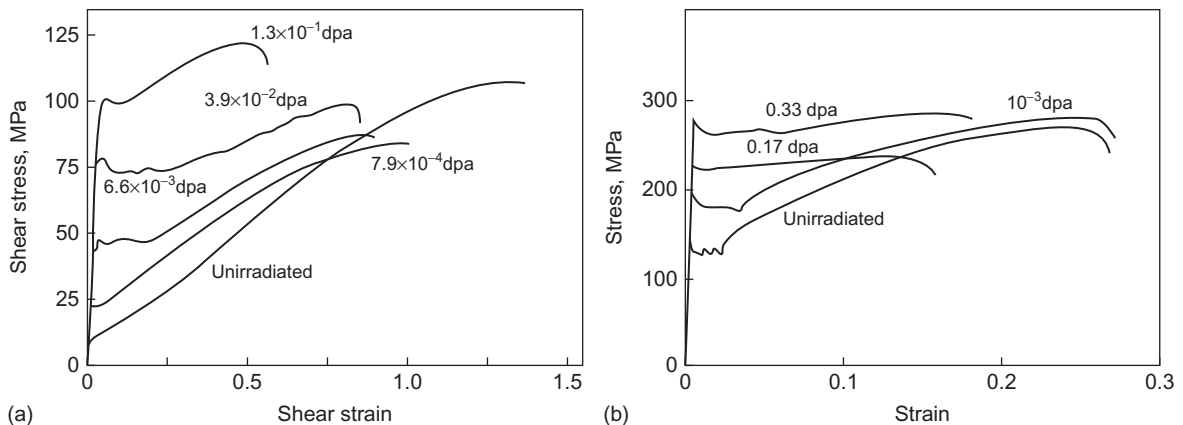 125
100
75
50
25
0
Shear stress, MPa
1.3×10⁻¹dpa
3.9×10⁻²dpa
6.6×10⁻³dpa
7.9×10⁻⁴dpa
Unirradiated
0 0.5 1.0 1.5
(a) Shear strain
300
200
100
0
Stress, MPa
0.33 dpa
10⁻³dpa
0.17 dpa
Unirradiated
0 0.1 0.2 0.3
(b) Strain